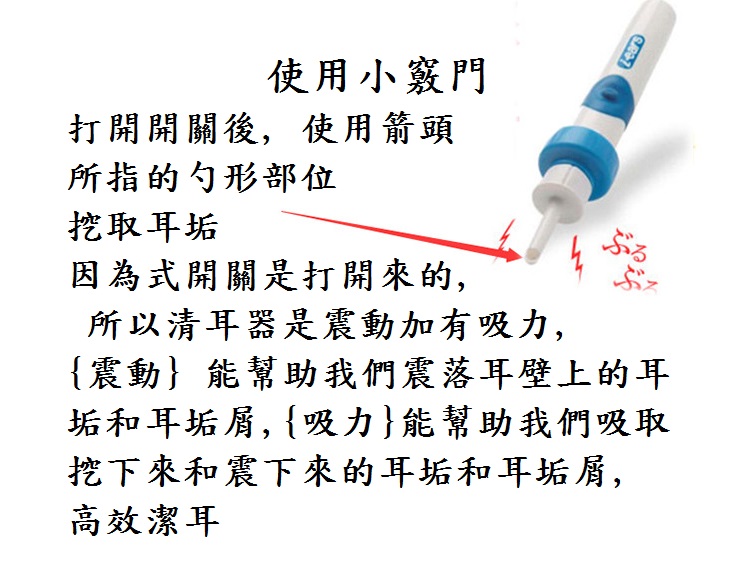 使用小竅門
打開開關後，使用箭頭
所指的勺形部位
挖取耳垢
因為式開關是打開來的，
所以清耳器是震動加有吸力，
{震動} 能幫助我們震落耳壁上的耳
垢和耳垢屑，{吸力}能幫助我們吸取
挖下來和震下來的耳垢和耳垢屑，
高效潔耳
ぶる
ぶる